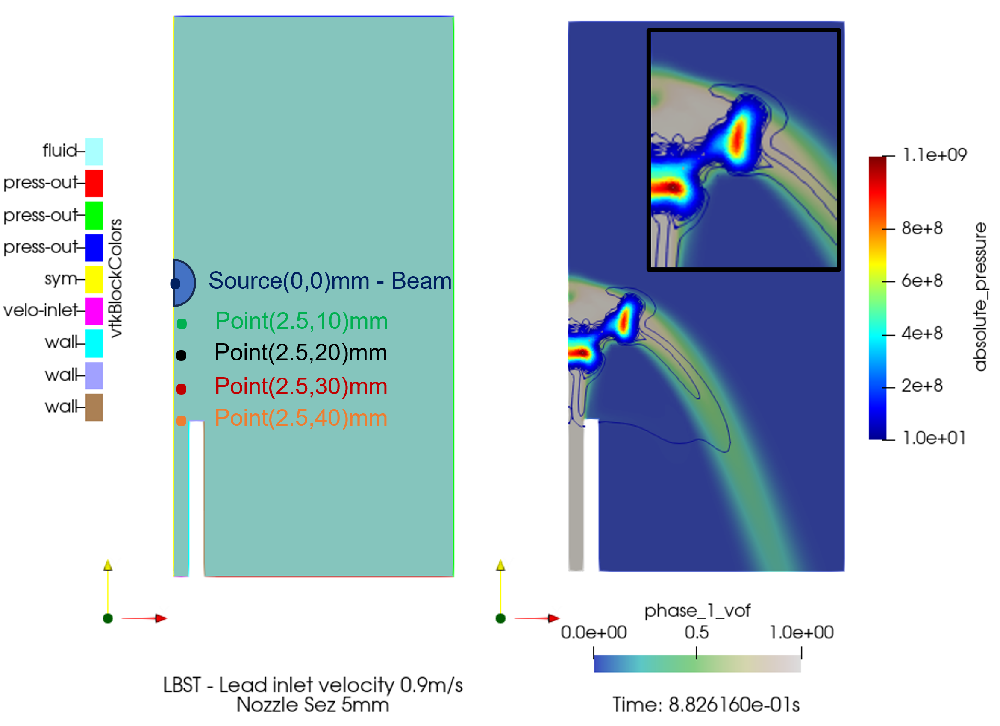 fluid
press-out
press-out
press-out
sym
velo-inlet
wall
wall
wall
vtkBlockColors
Source(0,0)mm - Beam
Point(2.5,10)mm
Point(2.5,20)mm
Point(2.5,30)mm
Point(2.5,40)mm
LBST - Lead inlet velocity 0.9m/s
Nozzle Sez 5mm
1.1e+09
8e+8
6e+8
4e+8
2e+8
1.0e+01
absolute_pressure
phase_1_vof
0.0e+00 0.5 1.0e+00
Time: 8.826160e-01s